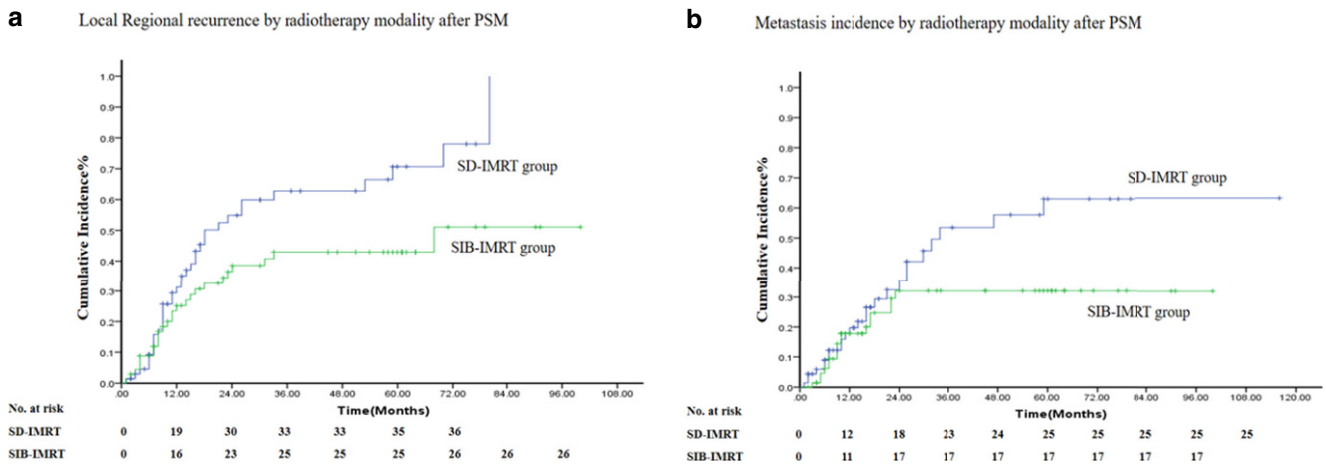 a
Local Regional recurrence by radiotherapy modality after PSM
Cumulative Incidence%
1.0
0.9
0.8
0.7
0.6
0.5
0.4
0.3
0.2
0.1
0.0
SD-IMRT group
SIB-IMRT group
.00 12.00 24.00 36.00 48.00 60.00 72.00 84.00 96.00 108.00
Time(Months)
No. at risk
SD-IMRT 0 19 30 33 33 35 36
SIB-IMRT 0 16 23 25 25 25 26 26 26
b
Metastasis incidence by radiotherapy modality after PSM
Cumulative Incidence%
1.0
0.9
0.8
0.7
0.6
0.5
0.4
0.3
0.2
0.1
0.0
SD-IMRT group
SIB-IMRT group
.00 12.00 24.00 36.00 48.00 60.00 72.00 84.00 96.00 108.00 120.00
Time(Months)
No. at risk
SD-IMRT 0 12 18 23 24 25 25 25 25 25
SIB-IMRT 0 11 17 17 17 17 17 17 17